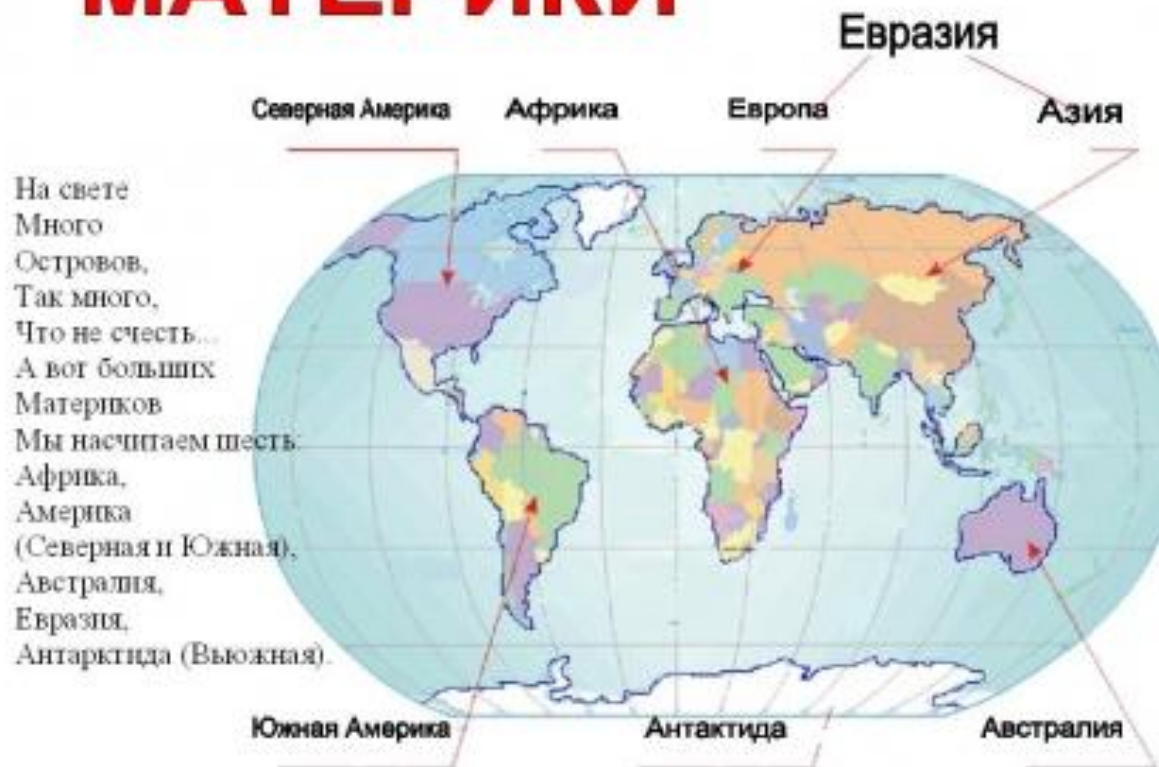 МАТЕРИКИ
Евразия
Северная Америка Африка Европа Азия
На свете
Много
Островов,
Так много,
Что не счесть...
А вот больших
Материков
Мы насчитаем шесть:
Африка,
Америка
(Северная и Южная),
Австралия,
Евразия,
Антарктида (Вьюжная).
Южная Америка Антактида Австралия